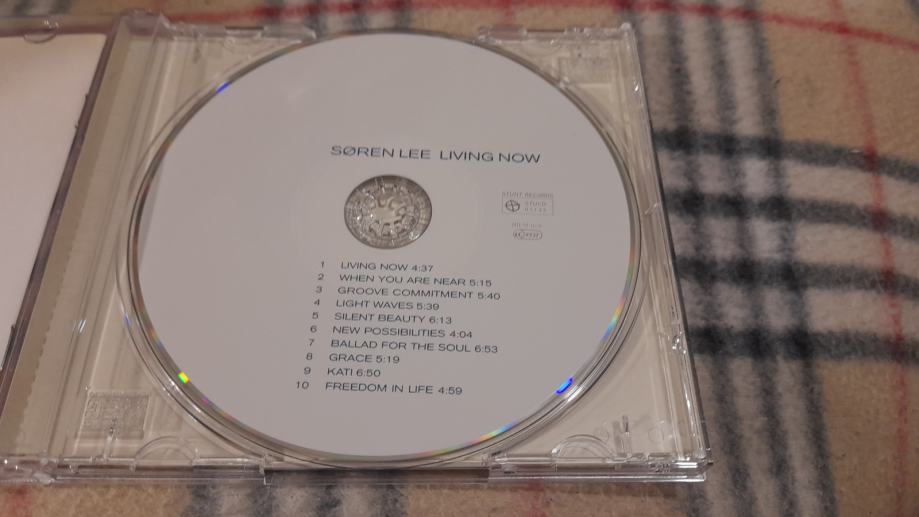 SØREN LEE LIVING NOW
STUNT RECORDS
STUCD
1 LIVING NOW 4:37
2 WHEN YOU ARE NEAR 5:15
3 GROOVE COMMITMENT 5:40
4 LIGHT WAVES 5:39
5 SILENT BEAUTY 6:13
6 NEW POSSIBILITIES 4:04
7 BALLAD FOR THE SOUL 6:53
8 GRACE 5:19
9 KATI 6:50
10 FREEDOM IN LIFE 4:59